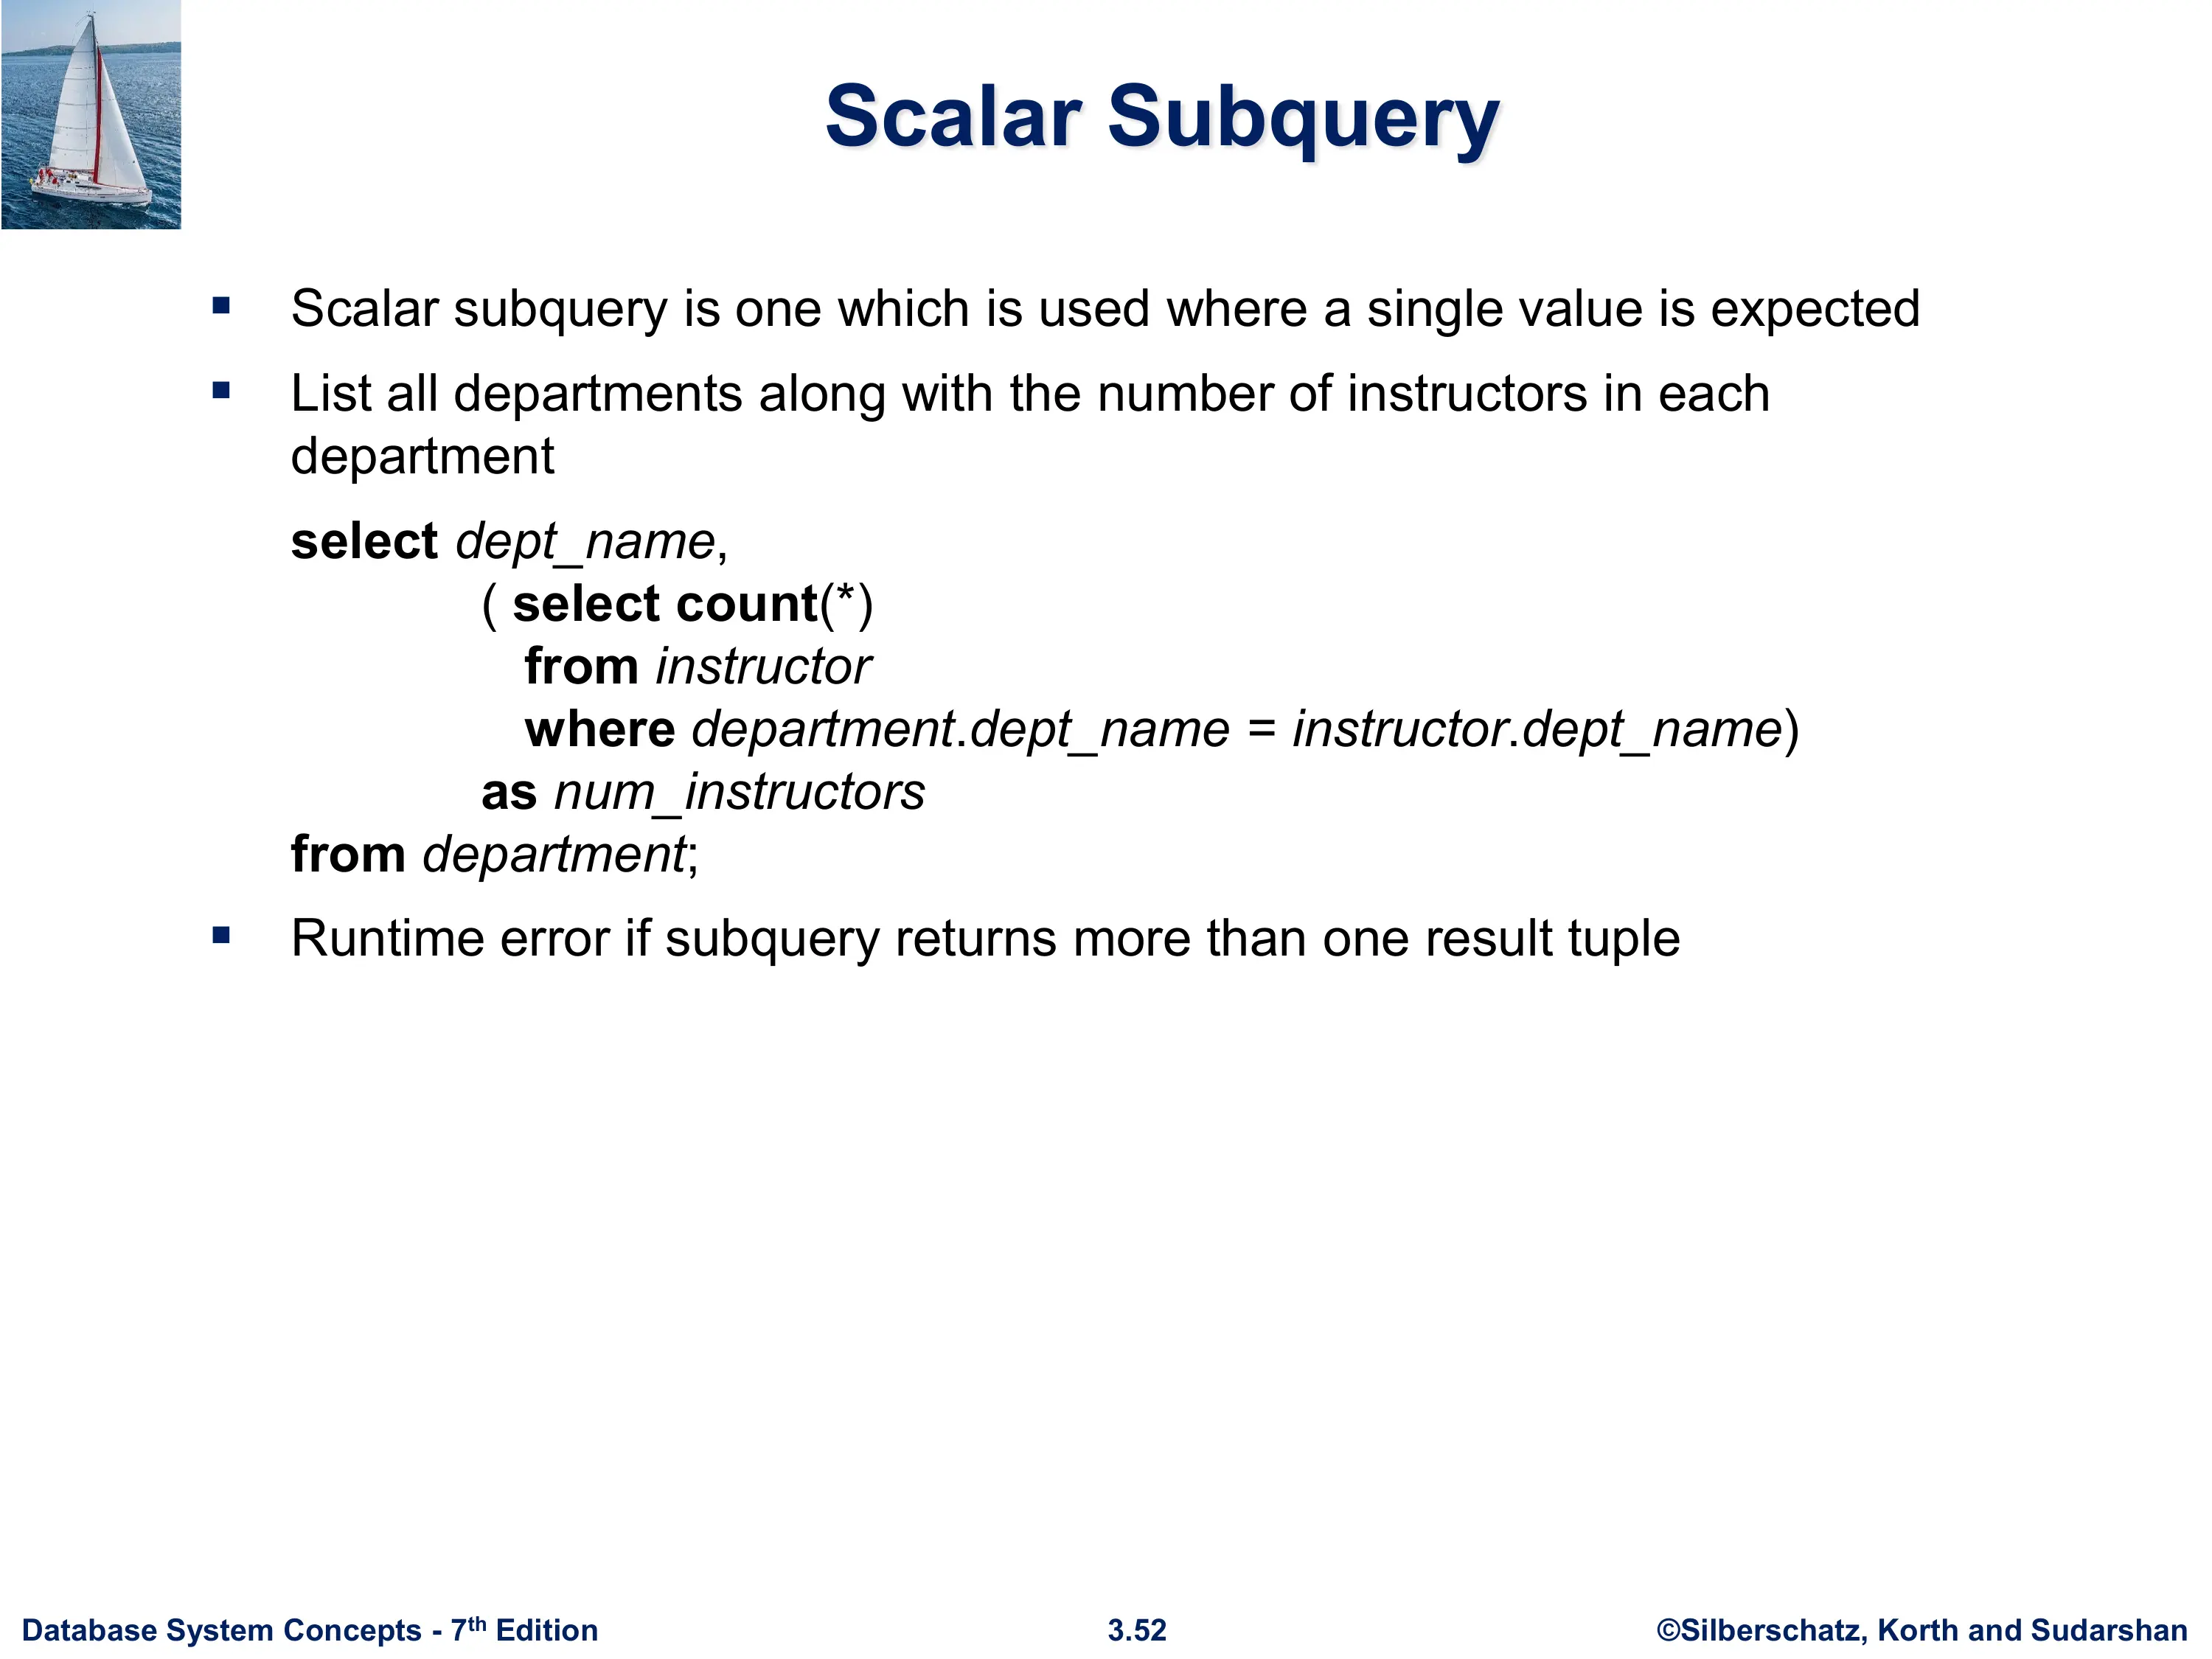 Scalar Subquery
▪ Scalar subquery is one which is used where a single value is expected
▪ List all departments along with the number of instructors in each
department
select dept_name,
( select count(*)
from instructor
where department.dept_name = instructor.dept_name)
as num_instructors
from department;
▪ Runtime error if subquery returns more than one result tuple
Database System Concepts - 7th Edition
3.52
©Silberschatz, Korth and Sudarshan